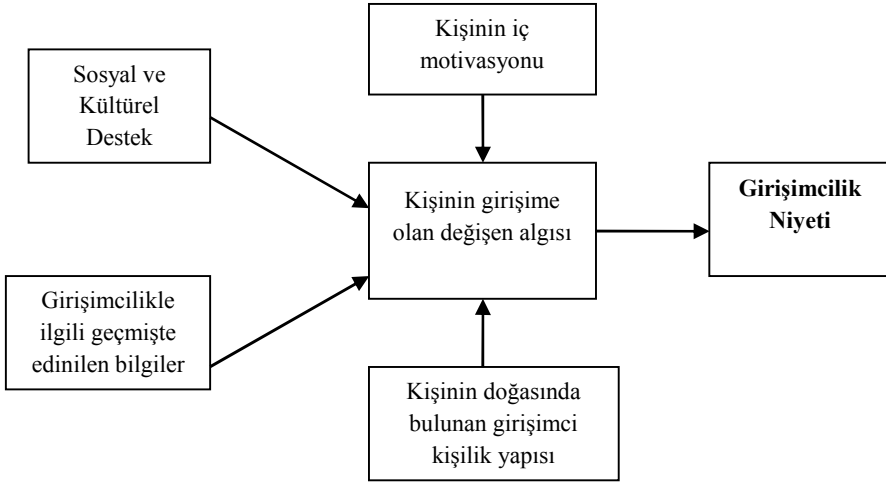 Kişinin iç
motivasyonu
Sosyal ve
Kültürel
Destek
Kişinin girişime
olan değişen algısı
Girişimcilik
Niyeti
Girişimcilikle
ilgili geçmişte
edinilen bilgiler
Kişinin doğasında
bulunan girişimci
kişilik yapısı